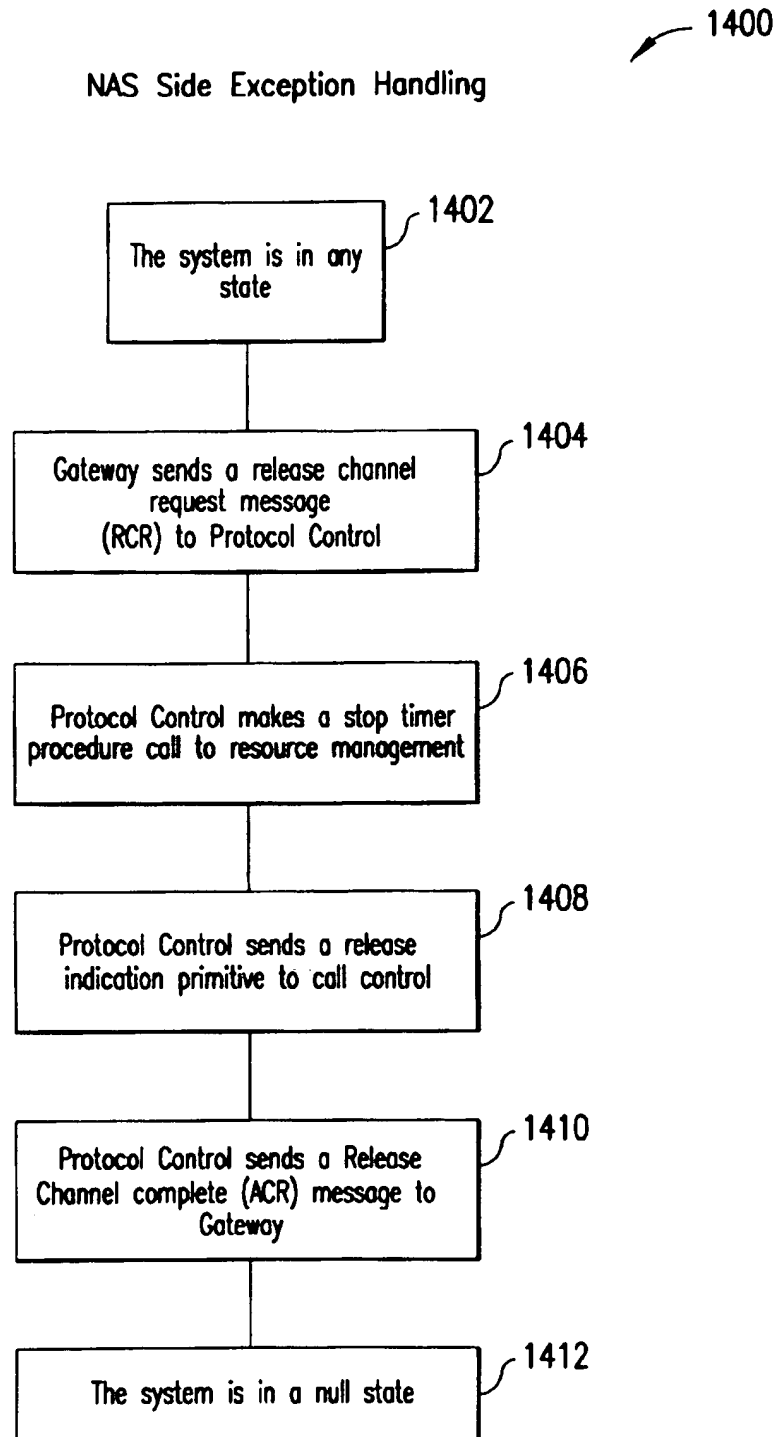 1400
NAS Side Exception Handling
1402
The system is in any
state
1404
Gateway sends a release channel
request message
(RCR) to Protocol Control
1406
Protocol Control makes a stop timer
procedure call to resource management
1408
Protocol Control sends a release
indication primitive to call control
1410
Protocol Control sends a Release
Channel complete (ACR) message to
Gateway
1412
The system is in a null state